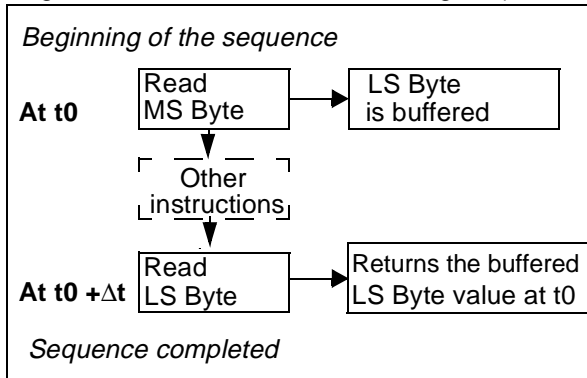 Beginning of the sequence
At t0
Read
MS Byte
LS Byte
is buffered
Other
instructions
At t0 +Δt
Read
LS Byte
Returns the buffered
LS Byte value at t0
Sequence completed